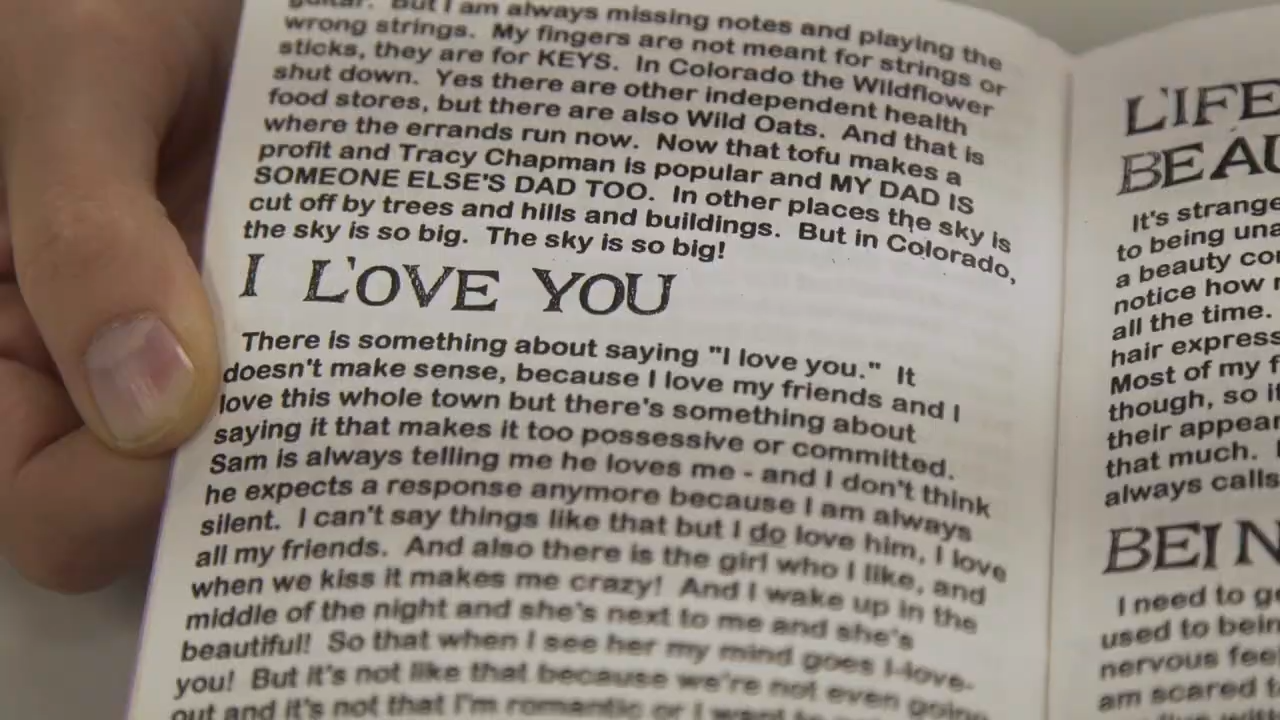 guitar. But I am always missing notes and playing the
wrong strings. My fingers are not meant for strings or
sticks, they are for KEYS. In Colorado the Wildflower
shut down. Yes there are other independent health
food stores, but there are also Wild Oats. And that is
where the errands run now. Now that tofu makes a
profit and Tracy Chapman is popular and MY DAD IS
SOMEONE ELSE'S DAD TOO. In other places the sky is
cut off by trees and hills and buildings. But in Colorado,
the sky is so big. The sky is so big!
I LOVE YOU
There is something about saying "I love you." It
doesn't make sense, because I love my friends and I
love this whole town but there's something about
saying it that makes it too possessive or committed.
Sam is always telling me he loves me - and I don't think
he expects a response anymore because I am always
silent. I can't say things like that but I do love him, I love
all my friends. And also there is the girl who I like, and
when we kiss it makes me crazy! And I wake up in the
middle of the night and she's next to me and she's
beautiful! So that when I see her my mind goes I-love-
you! But it's not like that because we're not even going
out and it's not that I'm romantic or I want to
LIFE
BEAU
It's strange
to being una
a beauty con
notice how
all the time.
hair express
Most of my f
though, so i
their appear
that much.
always calls
BEIN
I need to g
used to bein
nervous fee
am scared t